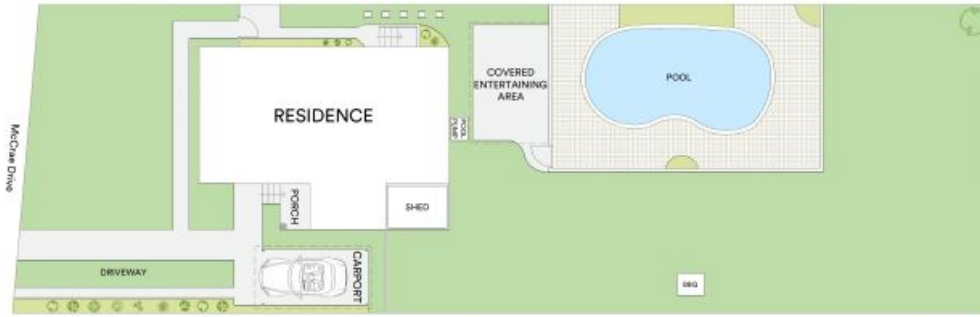 COVERED
ENTERTAINING
AREA
POOL
RESIDENCE
POOL
PUMP
McCrae Drive
PORCH
SHED
CARPORT
DRIVEWAY
BBQ